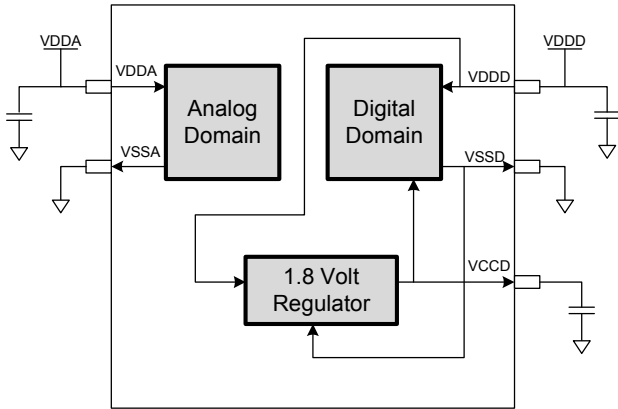 VDDA
VDDD
VDDA
Analog
Domain
Digital
Domain
VDDD
VSSA
VSSD
1.8 Volt
Regulator
VCCD